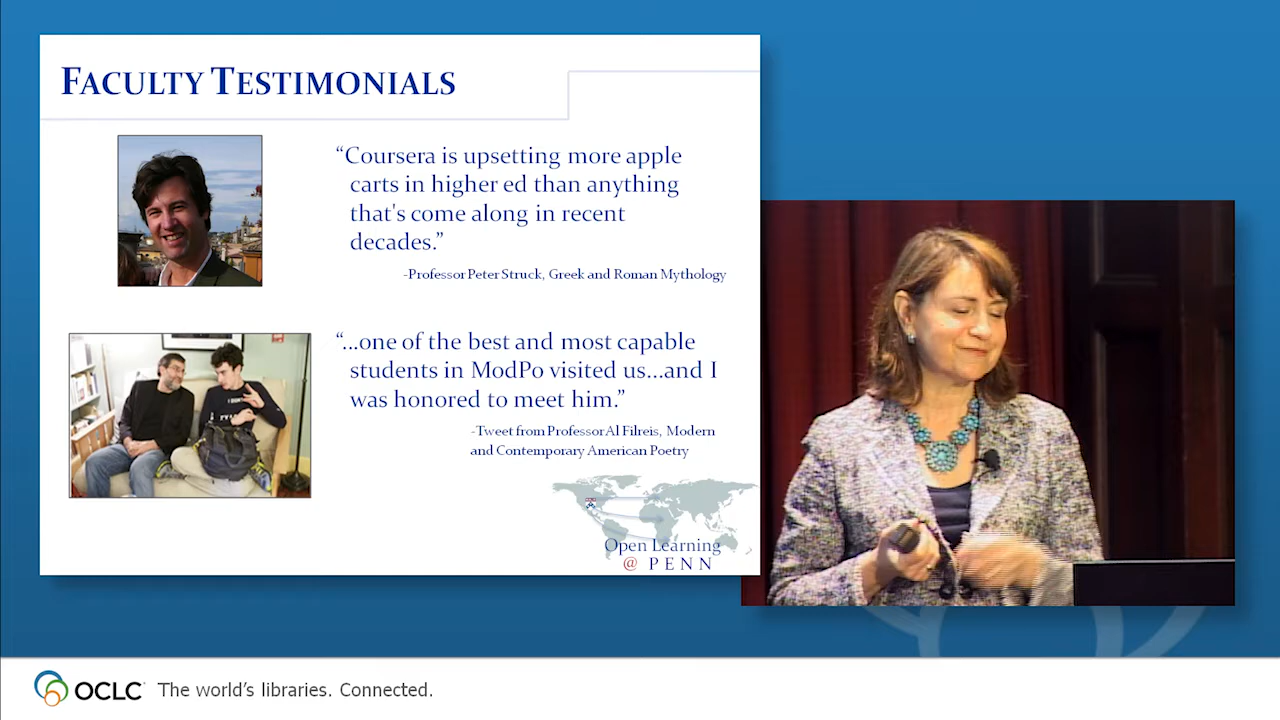 FACULTY TESTIMONIALS
“Coursera is upsetting more apple
carts in higher ed than anything
that's come along in recent
decades.”
-Professor Peter Struck, Greek and Roman Mythology
“...one of the best and most capable
students in ModPo visited us...and I
was honored to meet him.”
-Tweet from Professor Al Filreis, Modern
and Contemporary American Poetry
Open Learning
@ PENN
OCLC The world’s libraries. Connected.